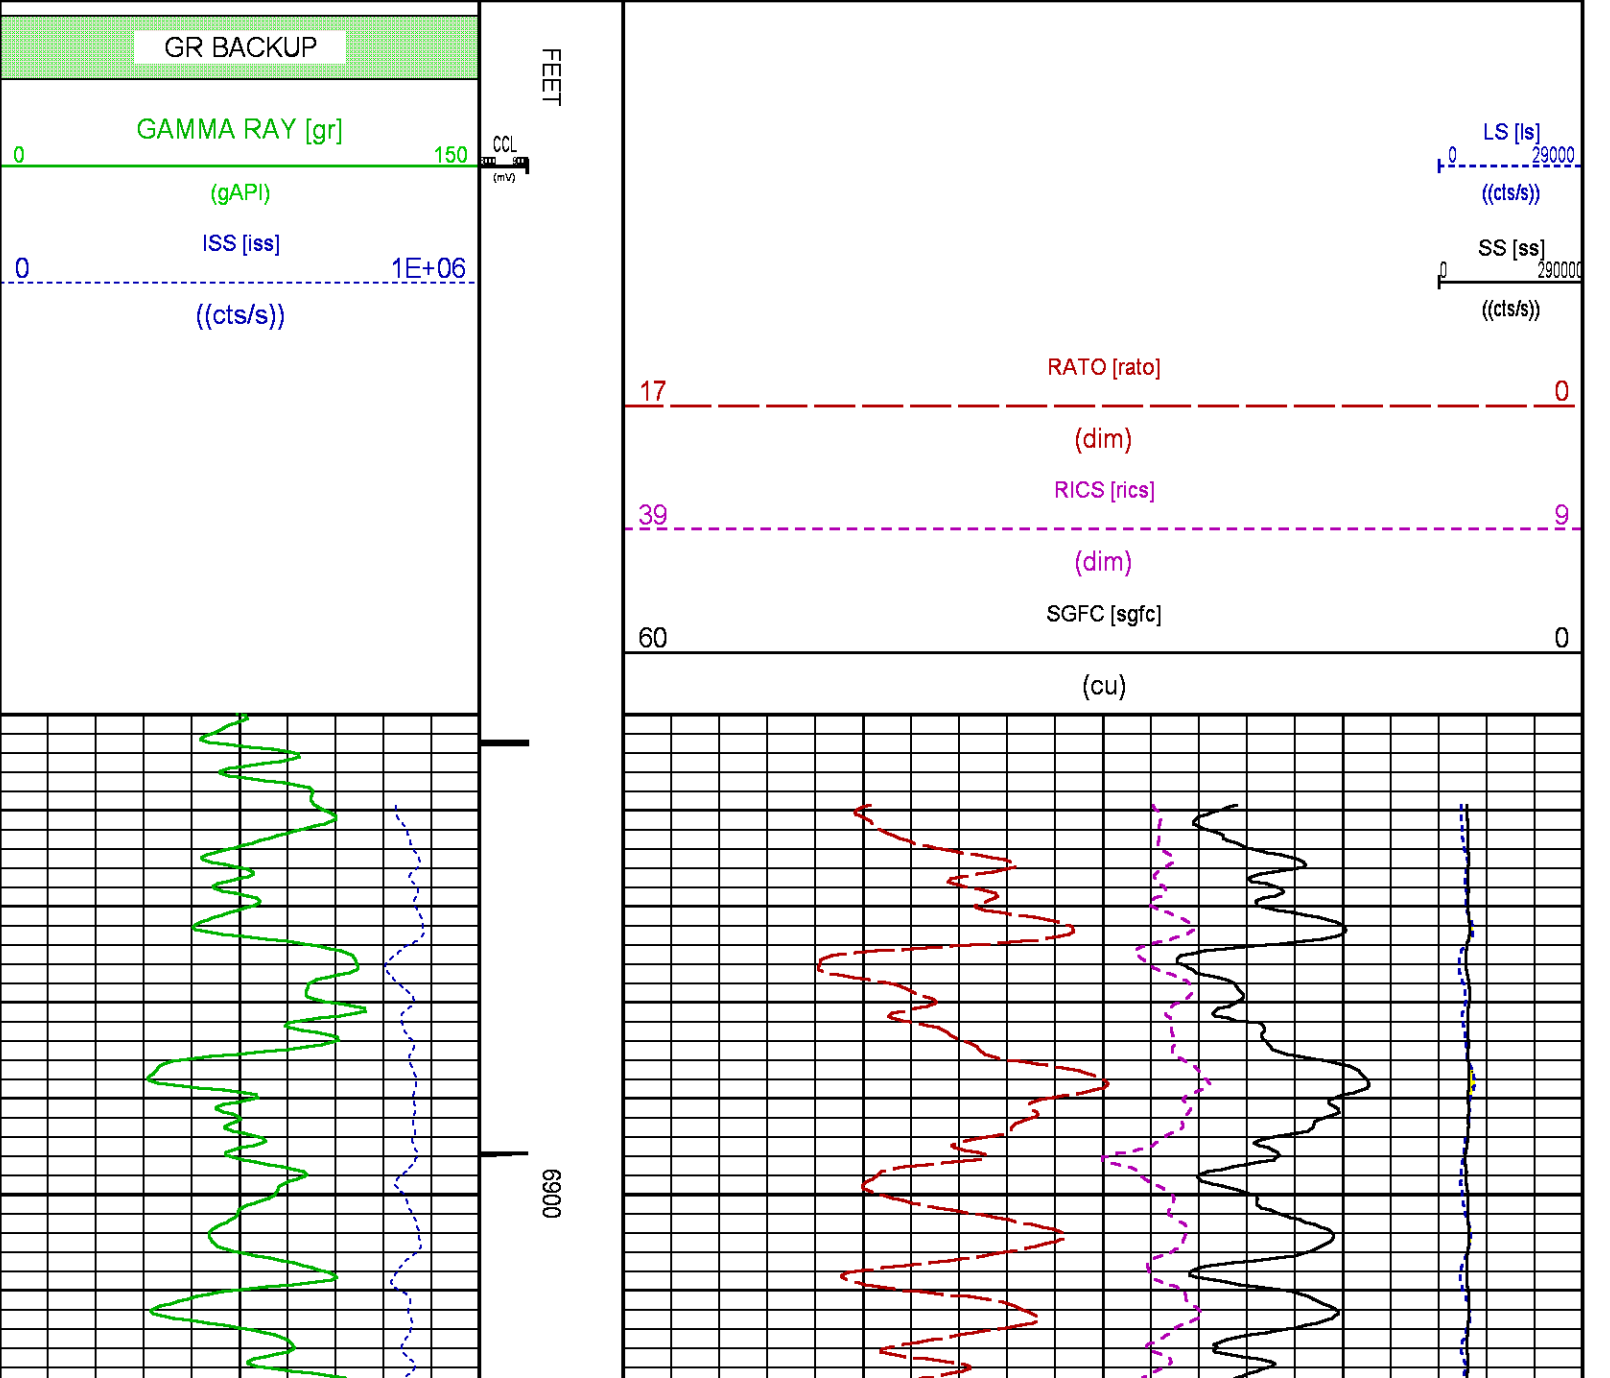 GR BACKUP
FEET
GAMMA RAY [gr]
0 150
(gAPI)
CCL
(mV)
LS [ls]
0 29000
((cts/s))
ISS [iss]
0 1E+06
((cts/s))
SS [ss]
0 290000
((cts/s))
RATO [rato]
17 0
(dim)
RICS [rics]
39 9
(dim)
SGFC [sgfc]
60 0
(cu)
6900